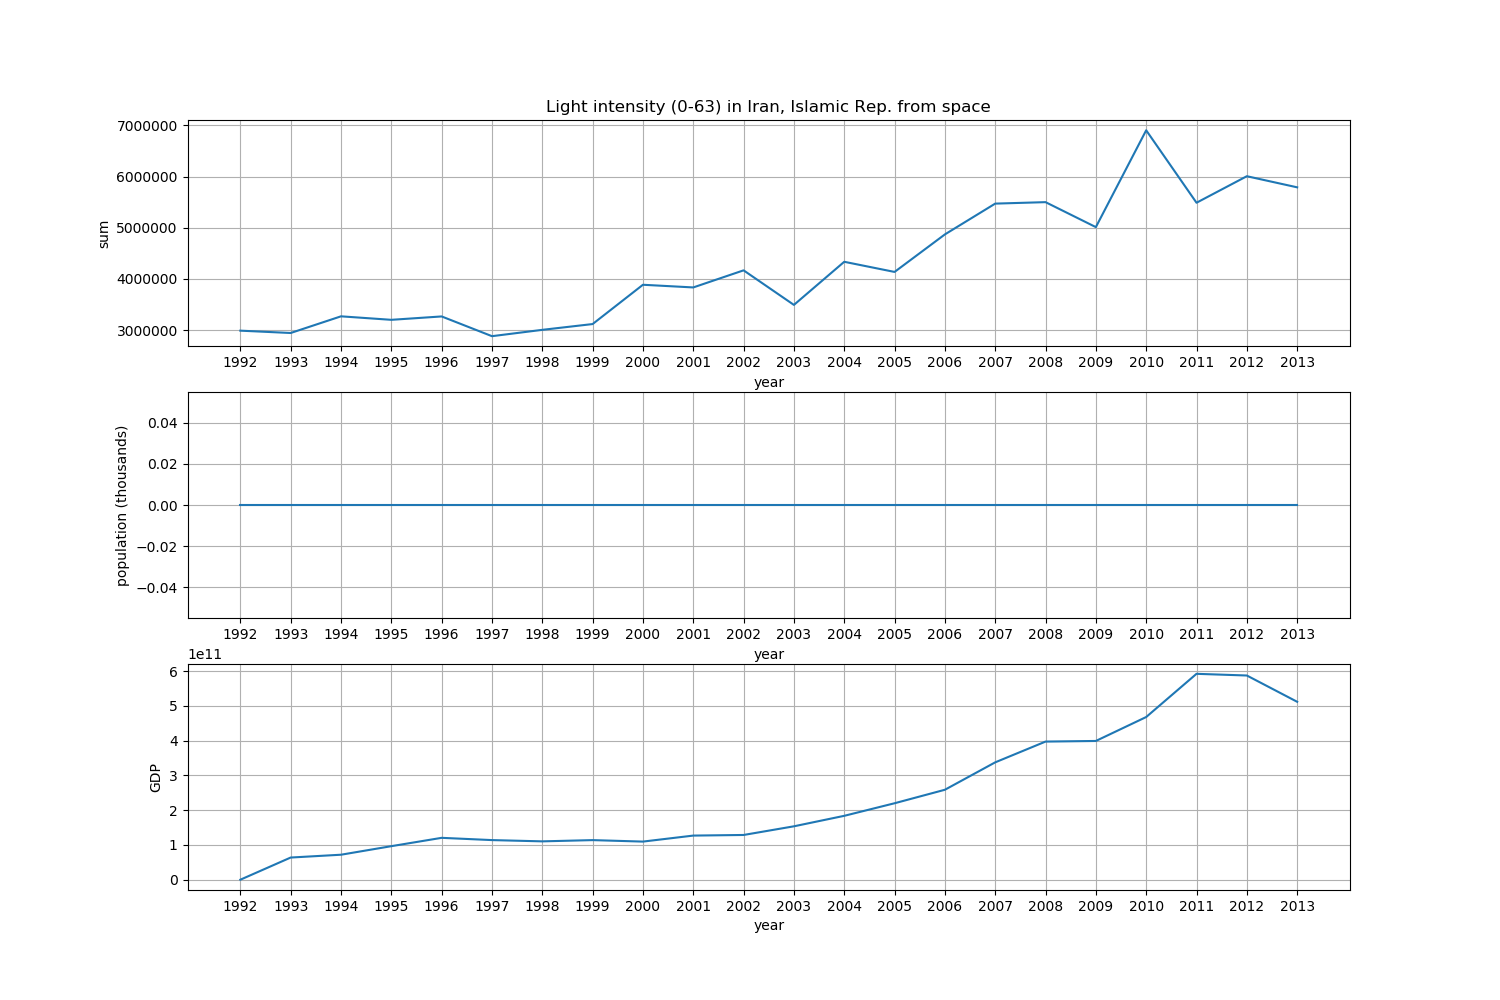 Light intensity (0-63) in Iran, Islamic Rep. from space
7000000
6000000
5000000
4000000
3000000
sum
1992 1993 1994 1995 1996 1997 1998 1999 2000 2001 2002 2003 2004 2005 2006 2007 2008 2009 2010 2011 2012 2013
year
0.04
0.02
0.00
−0.02
−0.04
population (thousands)
1992 1993 1994 1995 1996 1997 1998 1999 2000 2001 2002 2003 2004 2005 2006 2007 2008 2009 2010 2011 2012 2013
year
1e11
6
5
4
3
2
1
0
GDP
1992 1993 1994 1995 1996 1997 1998 1999 2000 2001 2002 2003 2004 2005 2006 2007 2008 2009 2010 2011 2012 2013
year